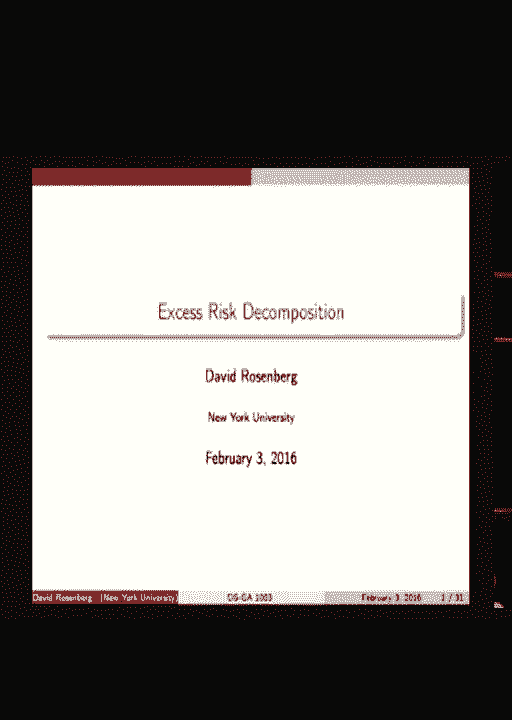 Excess Risk Decomposition
David Rosenberg
New York University
February 3, 2016
David Rosenberg (New York University) DS-GA 1003 February 3, 2016 1 / 31